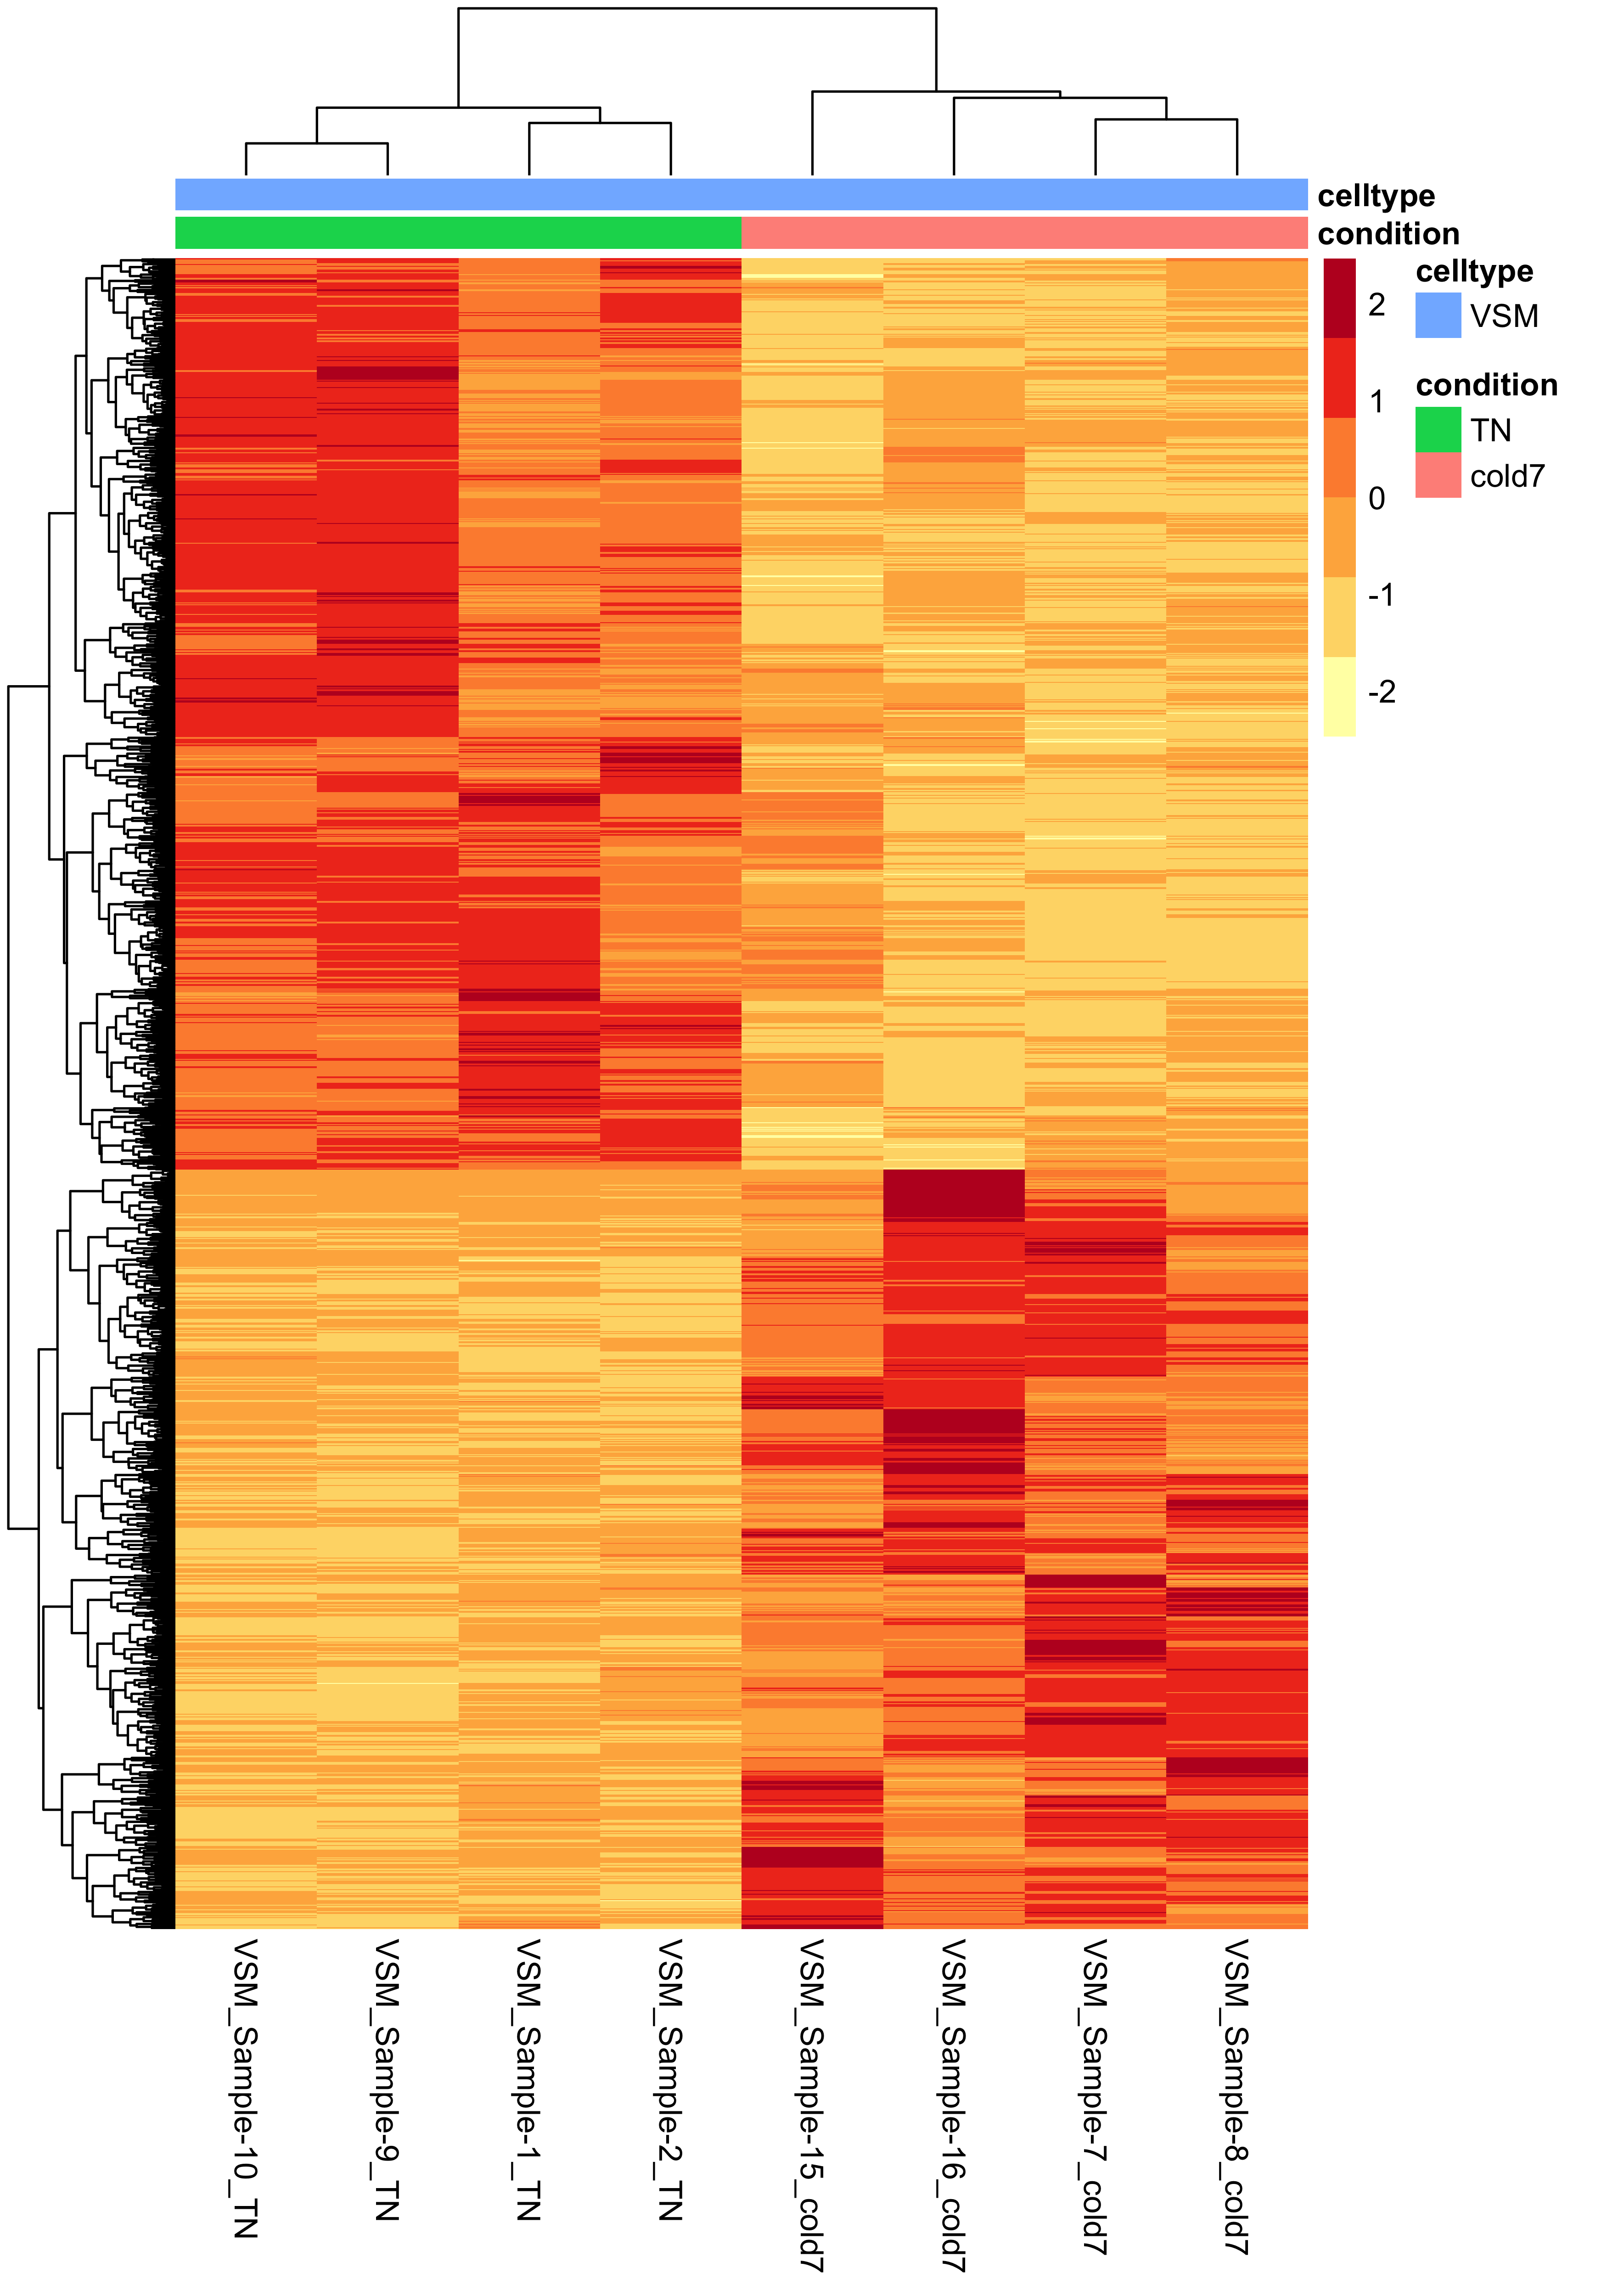 celltype
condition
celltype
VSM
condition
TN
cold7
2
1
0
-1
-2
VSM_Sample-10_TN
VSM_Sample-9_TN
VSM_Sample-1_TN
VSM_Sample-2_TN
VSM_Sample-15_cold7
VSM_Sample-16_cold7
VSM_Sample-7_cold7
VSM_Sample-8_cold7